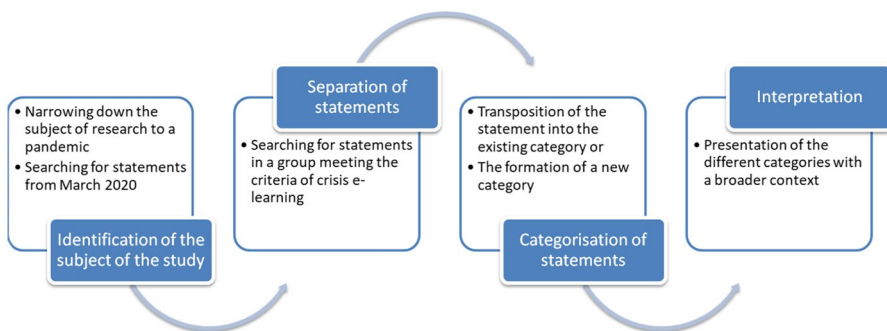 • Narrowing down the
subject of research to a
pandemic
• Searching for statements
from March 2020
Identification of the
subject of the study
Separation of
statements
• Searching for statements
in a group meeting the
criteria of crisis e-
learning
• Transposition of the
statement into the
existing category or
• The formation of a new
category
Categorisation of
statements
Interpretation
• Presentation of the
different categories with
a broader context